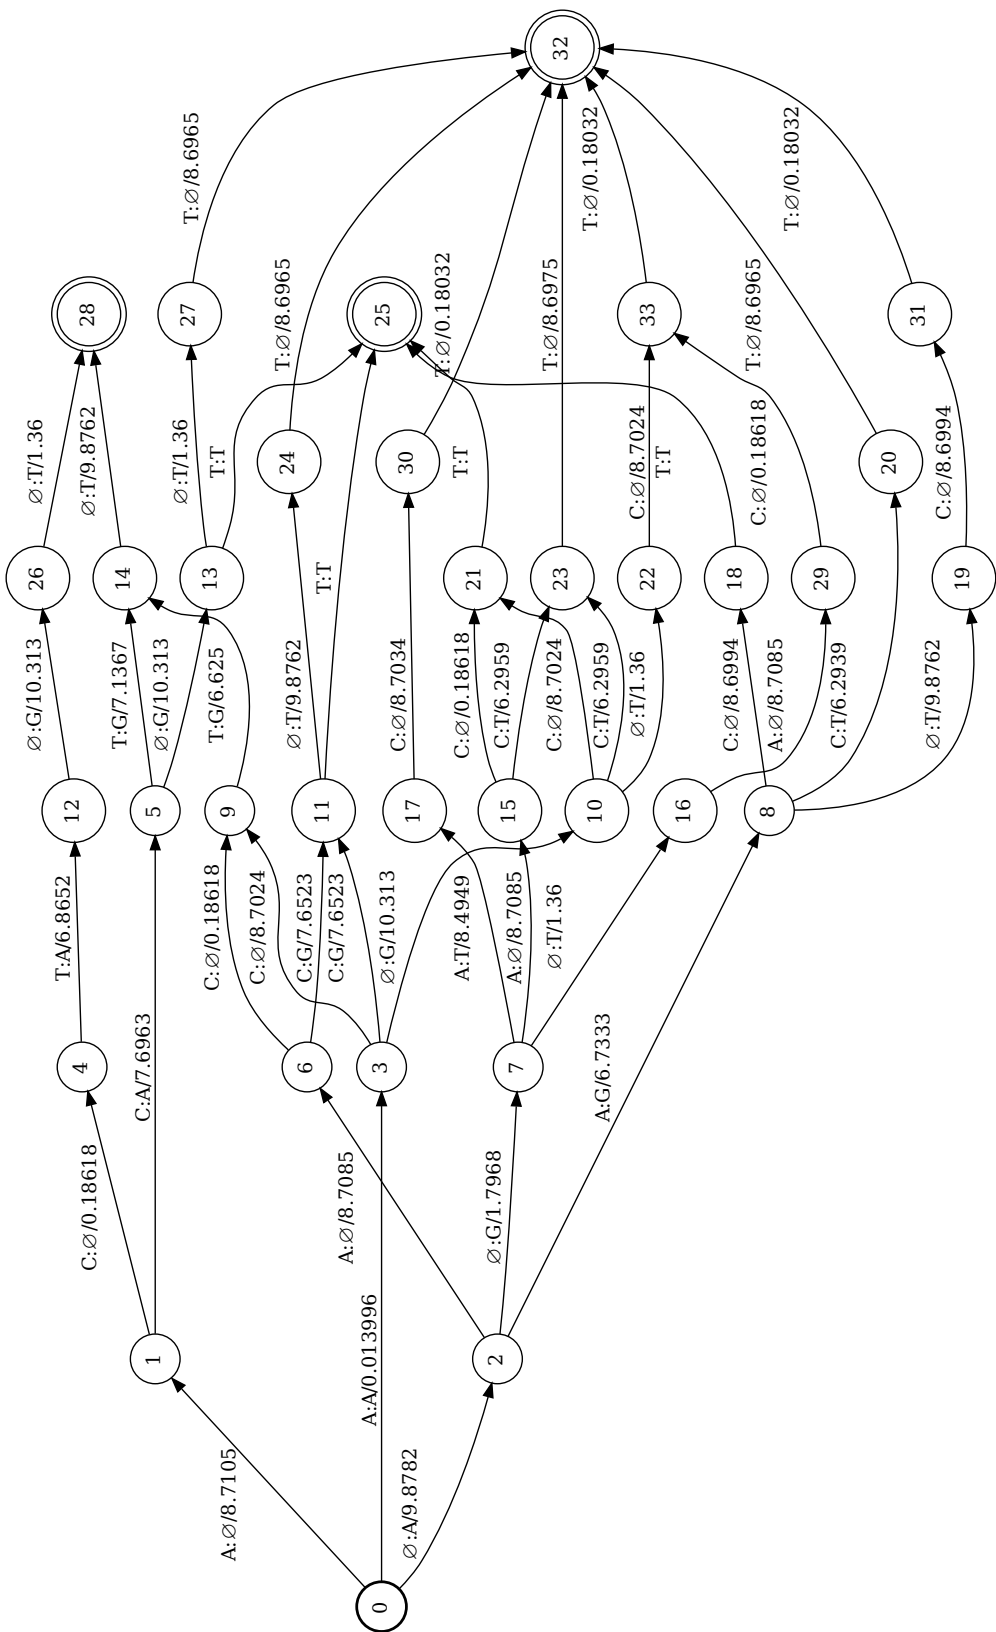 0
A:∅/8.7105
A:A/0.013996
∅:A/9.8782
1
2
C:∅/0.18618
C:A/7.6963
A:∅/8.7085
∅:G/1.7968
A:G/6.7333
4
6
3
7
T:A/6.8652
C:∅/0.18618
C:∅/8.7024
C:G/7.6523
C:G/7.6523
∅:G/10.313
A:T/8.4949
A:∅/8.7085
∅:T/1.36
12
5
9
11
17
15
10
16
8
∅:G/10.313
T:G/7.1367
∅:G/10.313
T:G/6.625
∅:T/9.8762
C:∅/8.7034
C:∅/0.18618
C:T/6.2959
C:∅/8.7024
C:T/6.2959
∅:T/1.36
C:∅/8.6994
A:∅/8.7085
C:T/6.2939
∅:T/9.8762
26
14
13
21
23
22
18
29
19
∅:T/1.36
∅:T/9.8762
∅:T/1.36
T:T
T:T
24
30
T:T
C:∅/8.7024
T:T
C:∅/0.18618
20
C:∅/8.6994
28
27
T:∅/8.6965
25
T:∅/0.18032
T:∅/8.6975
33
T:∅/8.6965
31
T:∅/8.6965
T:∅/0.18032
T:∅/0.18032
32